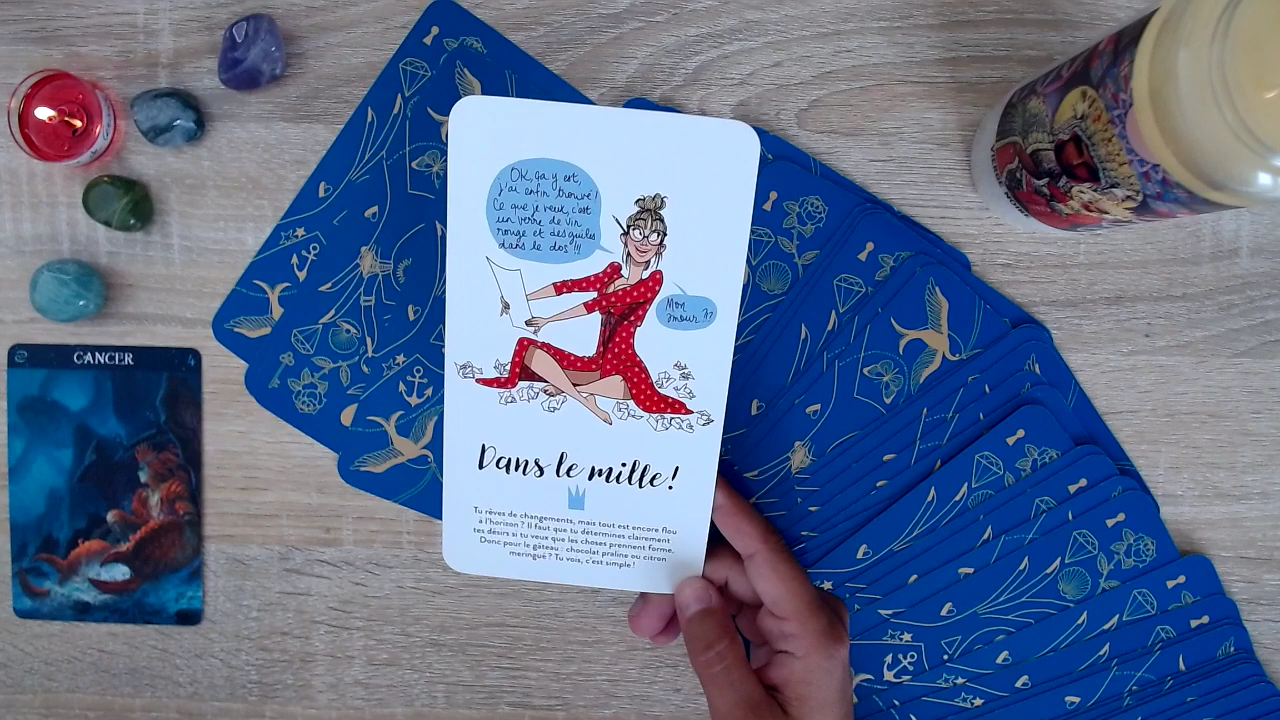 OK, ça y est,
j'ai enfin trouvé !
Ce que je veux, c'est
un verre de vin
rouge et des guilis
dans le dos !!!
Mon
amour ?!?
Dans le mille !
Tu rêves de changements, mais tout est encore flou
à l'horizon ? Il faut que tu détermines clairement
tes désirs si tu veux que les choses prennent forme.
Donc pour le gâteau : chocolat praline ou citron
meringué ? Tu vois, c'est simple !
CANCER
4